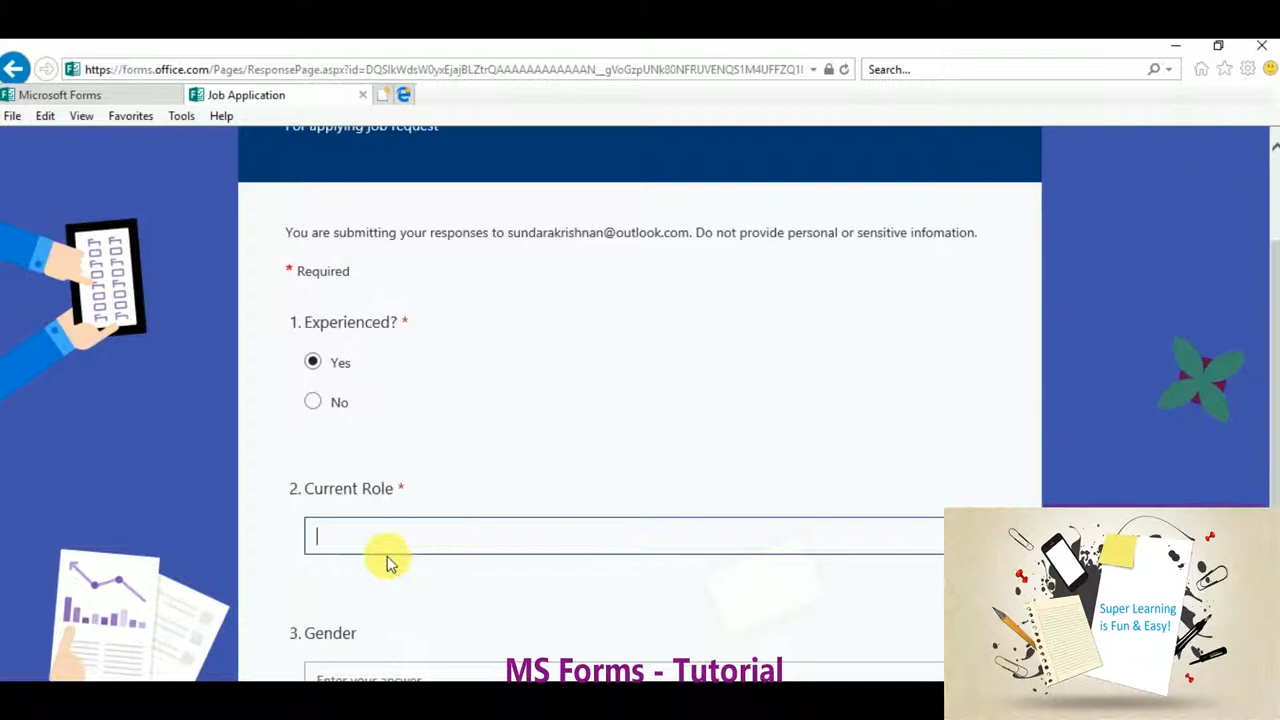 https://forms.office.com/Pages/ResponsePage.aspx?id=DQSIkWdsW0yxEjajBLZtrQAAAAAAAAAAAAN__gVoGzpUNk80NFRUVENQS1M4UFFZQ1I
Search...
Microsoft Forms
Job Application
File Edit View Favorites Tools Help
For applying Job request
You are submitting your responses to sundarakrishnan@outlook.com. Do not provide personal or sensitive infomation.
* Required
1. Experienced? *
Yes
No
2. Current Role *
3. Gender
Enter your answer
Super Learning
is Fun & Easy!
MS Forms - Tutorial